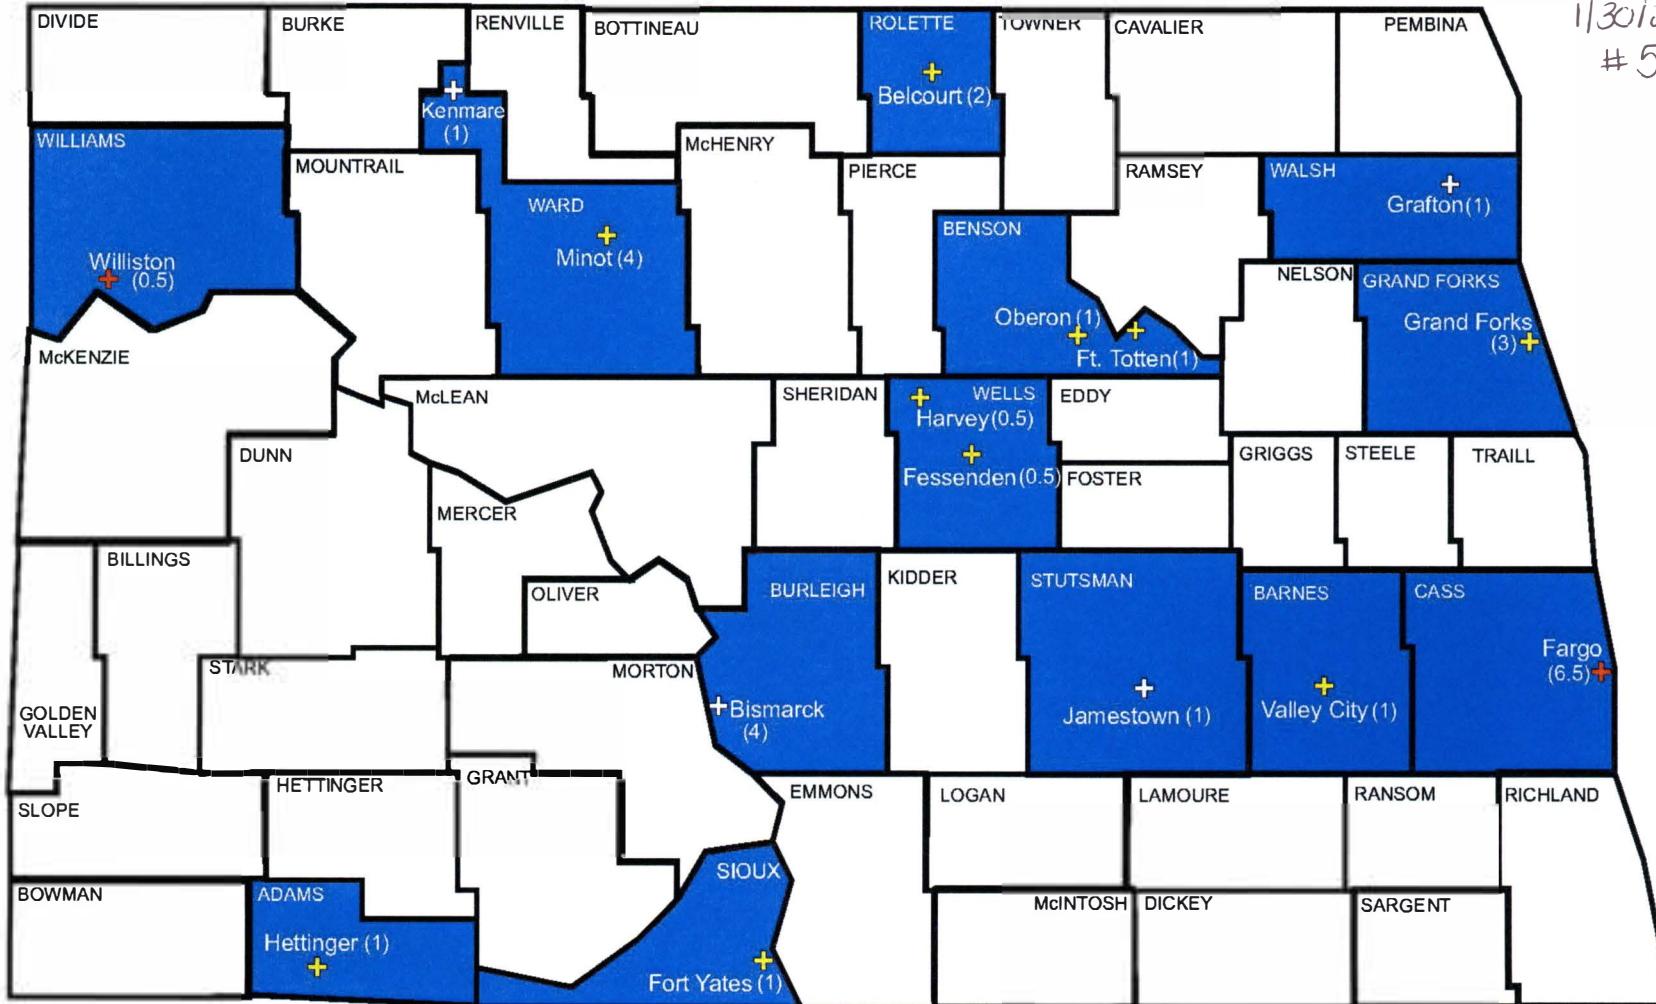 DIVIDE
BURKE
RENVILLE
BOTTINEAU
ROLETTE
TOWNER
CAVALIER
PEMBINA
# 5
Belcourt (2)
Kenmare
(1)
WILLIAMS
MOUNTRAIL
McHENRY
PIERCE
RAMSEY
WALSH
Grafton (1)
WARD
Minot (4)
BENSON
Williston
(0.5)
NELSON
GRAND FORKS
Oberon (1)
Grand Forks
(3)
McKENZIE
Ft. Totten (1)
McLEAN
SHERIDAN
WELLS
Harvey (0.5)
EDDY
DUNN
GRIGGS
STEELE
TRAILL
Fessenden (0.5)
FOSTER
MERCER
BILLINGS
OLIVER
BURLEIGH
KIDDER
STUTSMAN
BARNES
CASS
STARK
MORTON
Fargo
(6.5)
GOLDEN
VALLEY
Bismarck
(4)
Jamestown (1)
Valley City (1)
SLOPE
HETTINGER
GRANT
EMMONS
LOGAN
LAMOURE
RANSOM
RICHLAND
SIOUX
BOWMAN
ADAMS
McINTOSH
DICKEY
SARGENT
Hettinger (1)
Fort Yates (1)